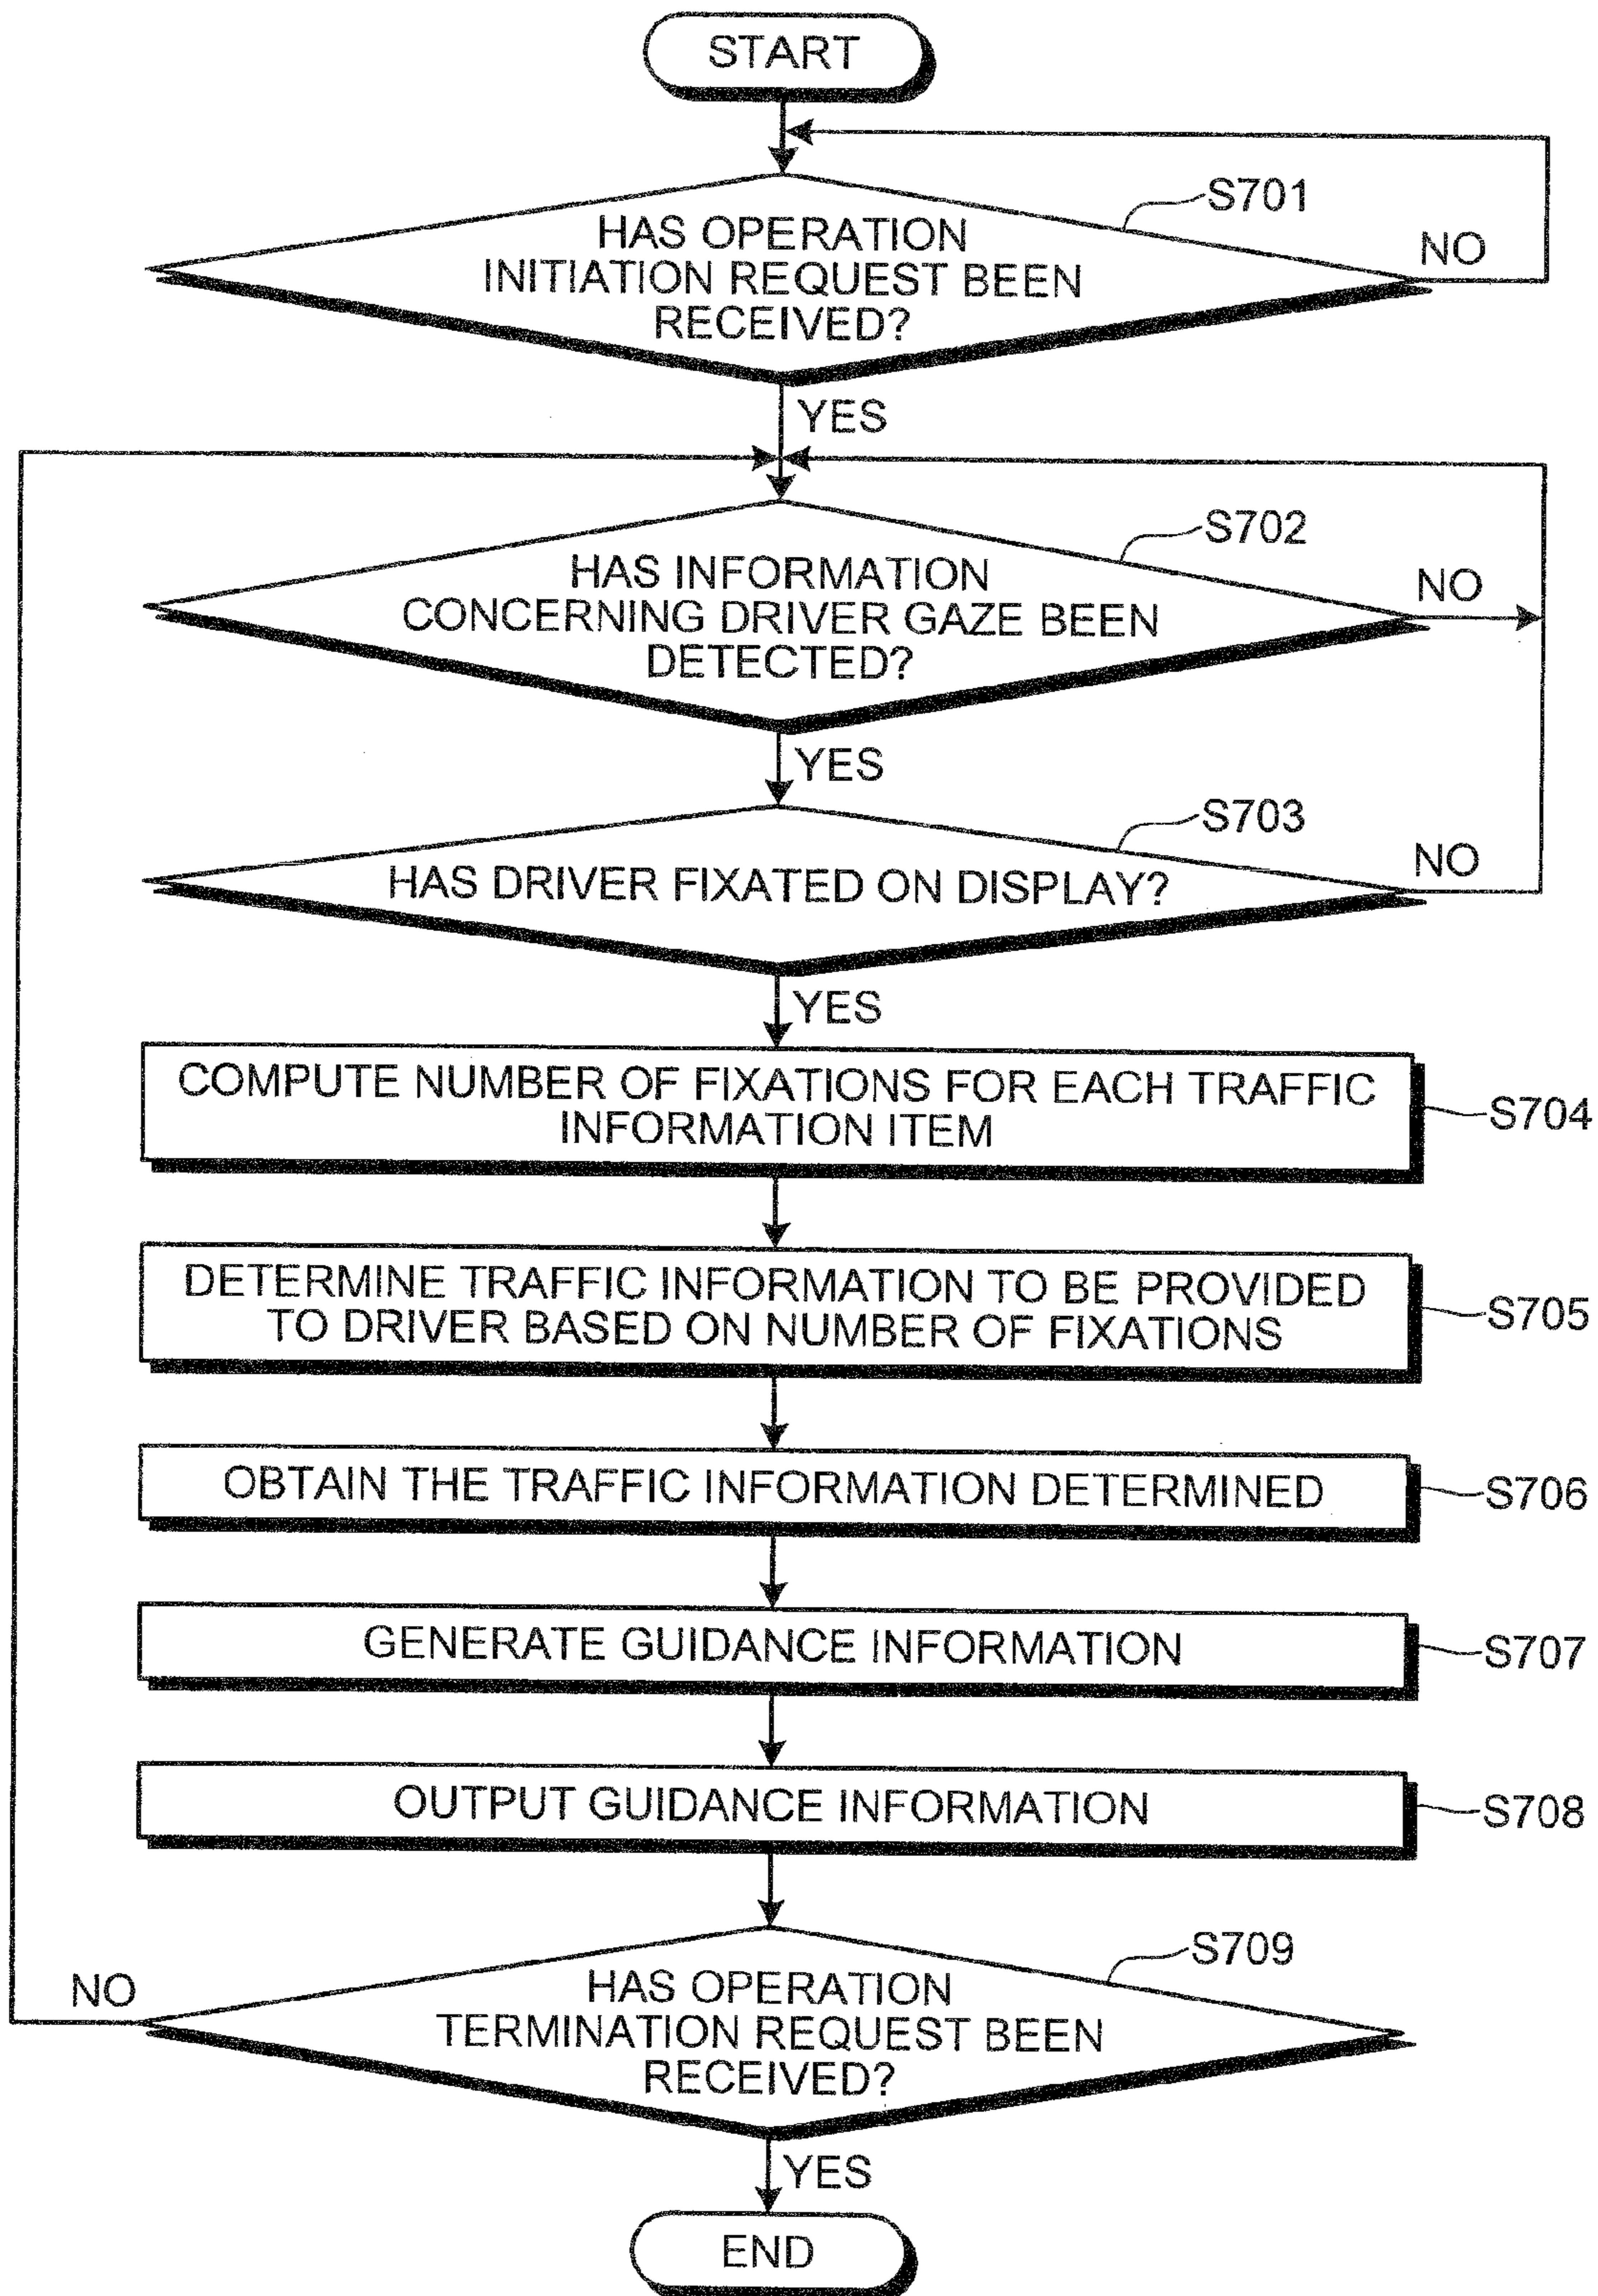 START
S701
HAS OPERATION
INITIATION REQUEST BEEN
RECEIVED?
NO
YES
S702
HAS INFORMATION
CONCERNING DRIVER GAZE BEEN
DETECTED?
NO
YES
S703
HAS DRIVER FIXATED ON DISPLAY?
NO
YES
COMPUTE NUMBER OF FIXATIONS FOR EACH TRAFFIC
INFORMATION ITEM
S704
DETERMINE TRAFFIC INFORMATION TO BE PROVIDED
TO DRIVER BASED ON NUMBER OF FIXATIONS
S705
OBTAIN THE TRAFFIC INFORMATION DETERMINED
S706
GENERATE GUIDANCE INFORMATION
S707
OUTPUT GUIDANCE INFORMATION
S708
S709
NO
HAS OPERATION
TERMINATION REQUEST BEEN
RECEIVED?
YES
END